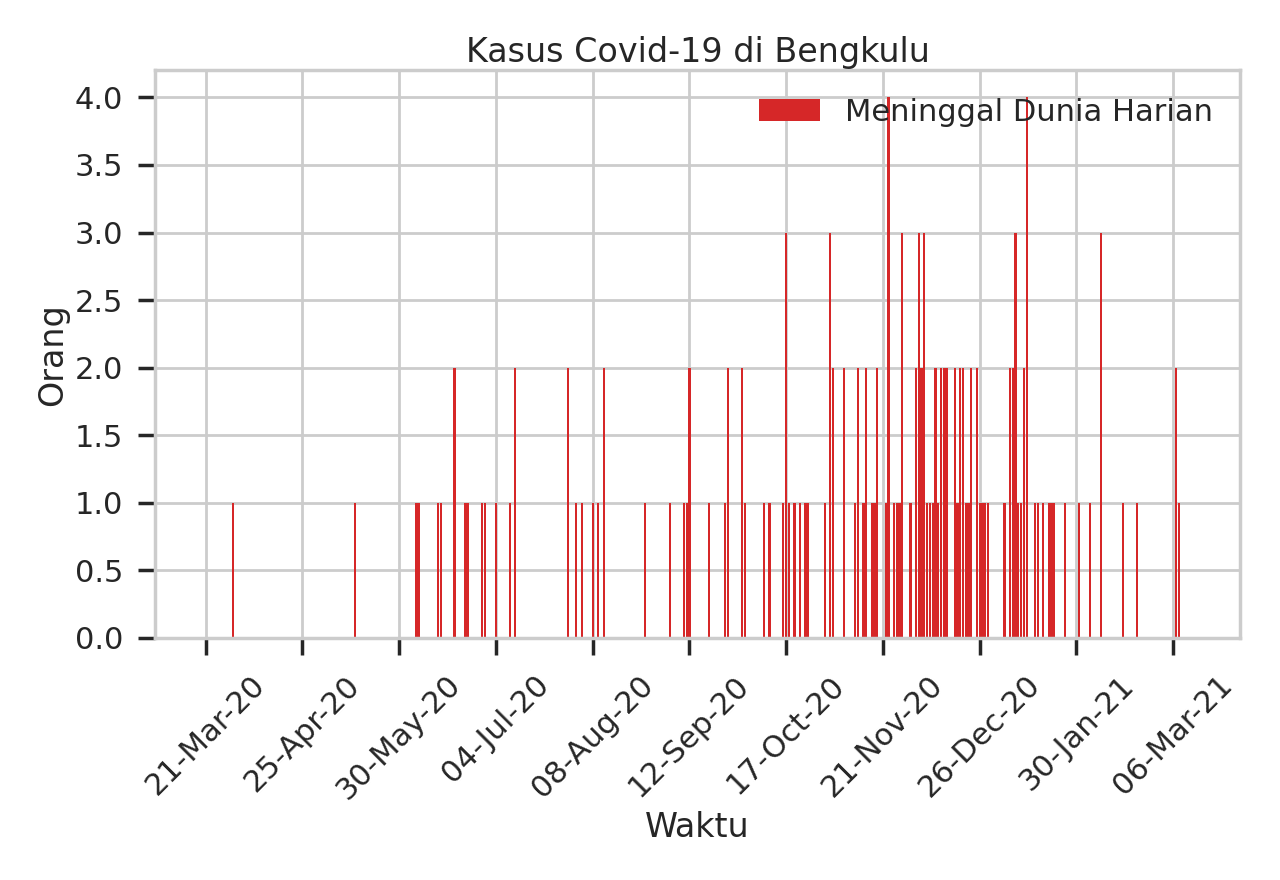 Kasus Covid-19 di Bengkulu
Meninggal Dunia Harian
Orang
4.0
3.5
3.0
2.5
2.0
1.5
1.0
0.5
0.0
21-Mar-20
25-Apr-20
30-May-20
04-Jul-20
08-Aug-20
12-Sep-20
17-Oct-20
21-Nov-20
26-Dec-20
30-Jan-21
06-Mar-21
Waktu